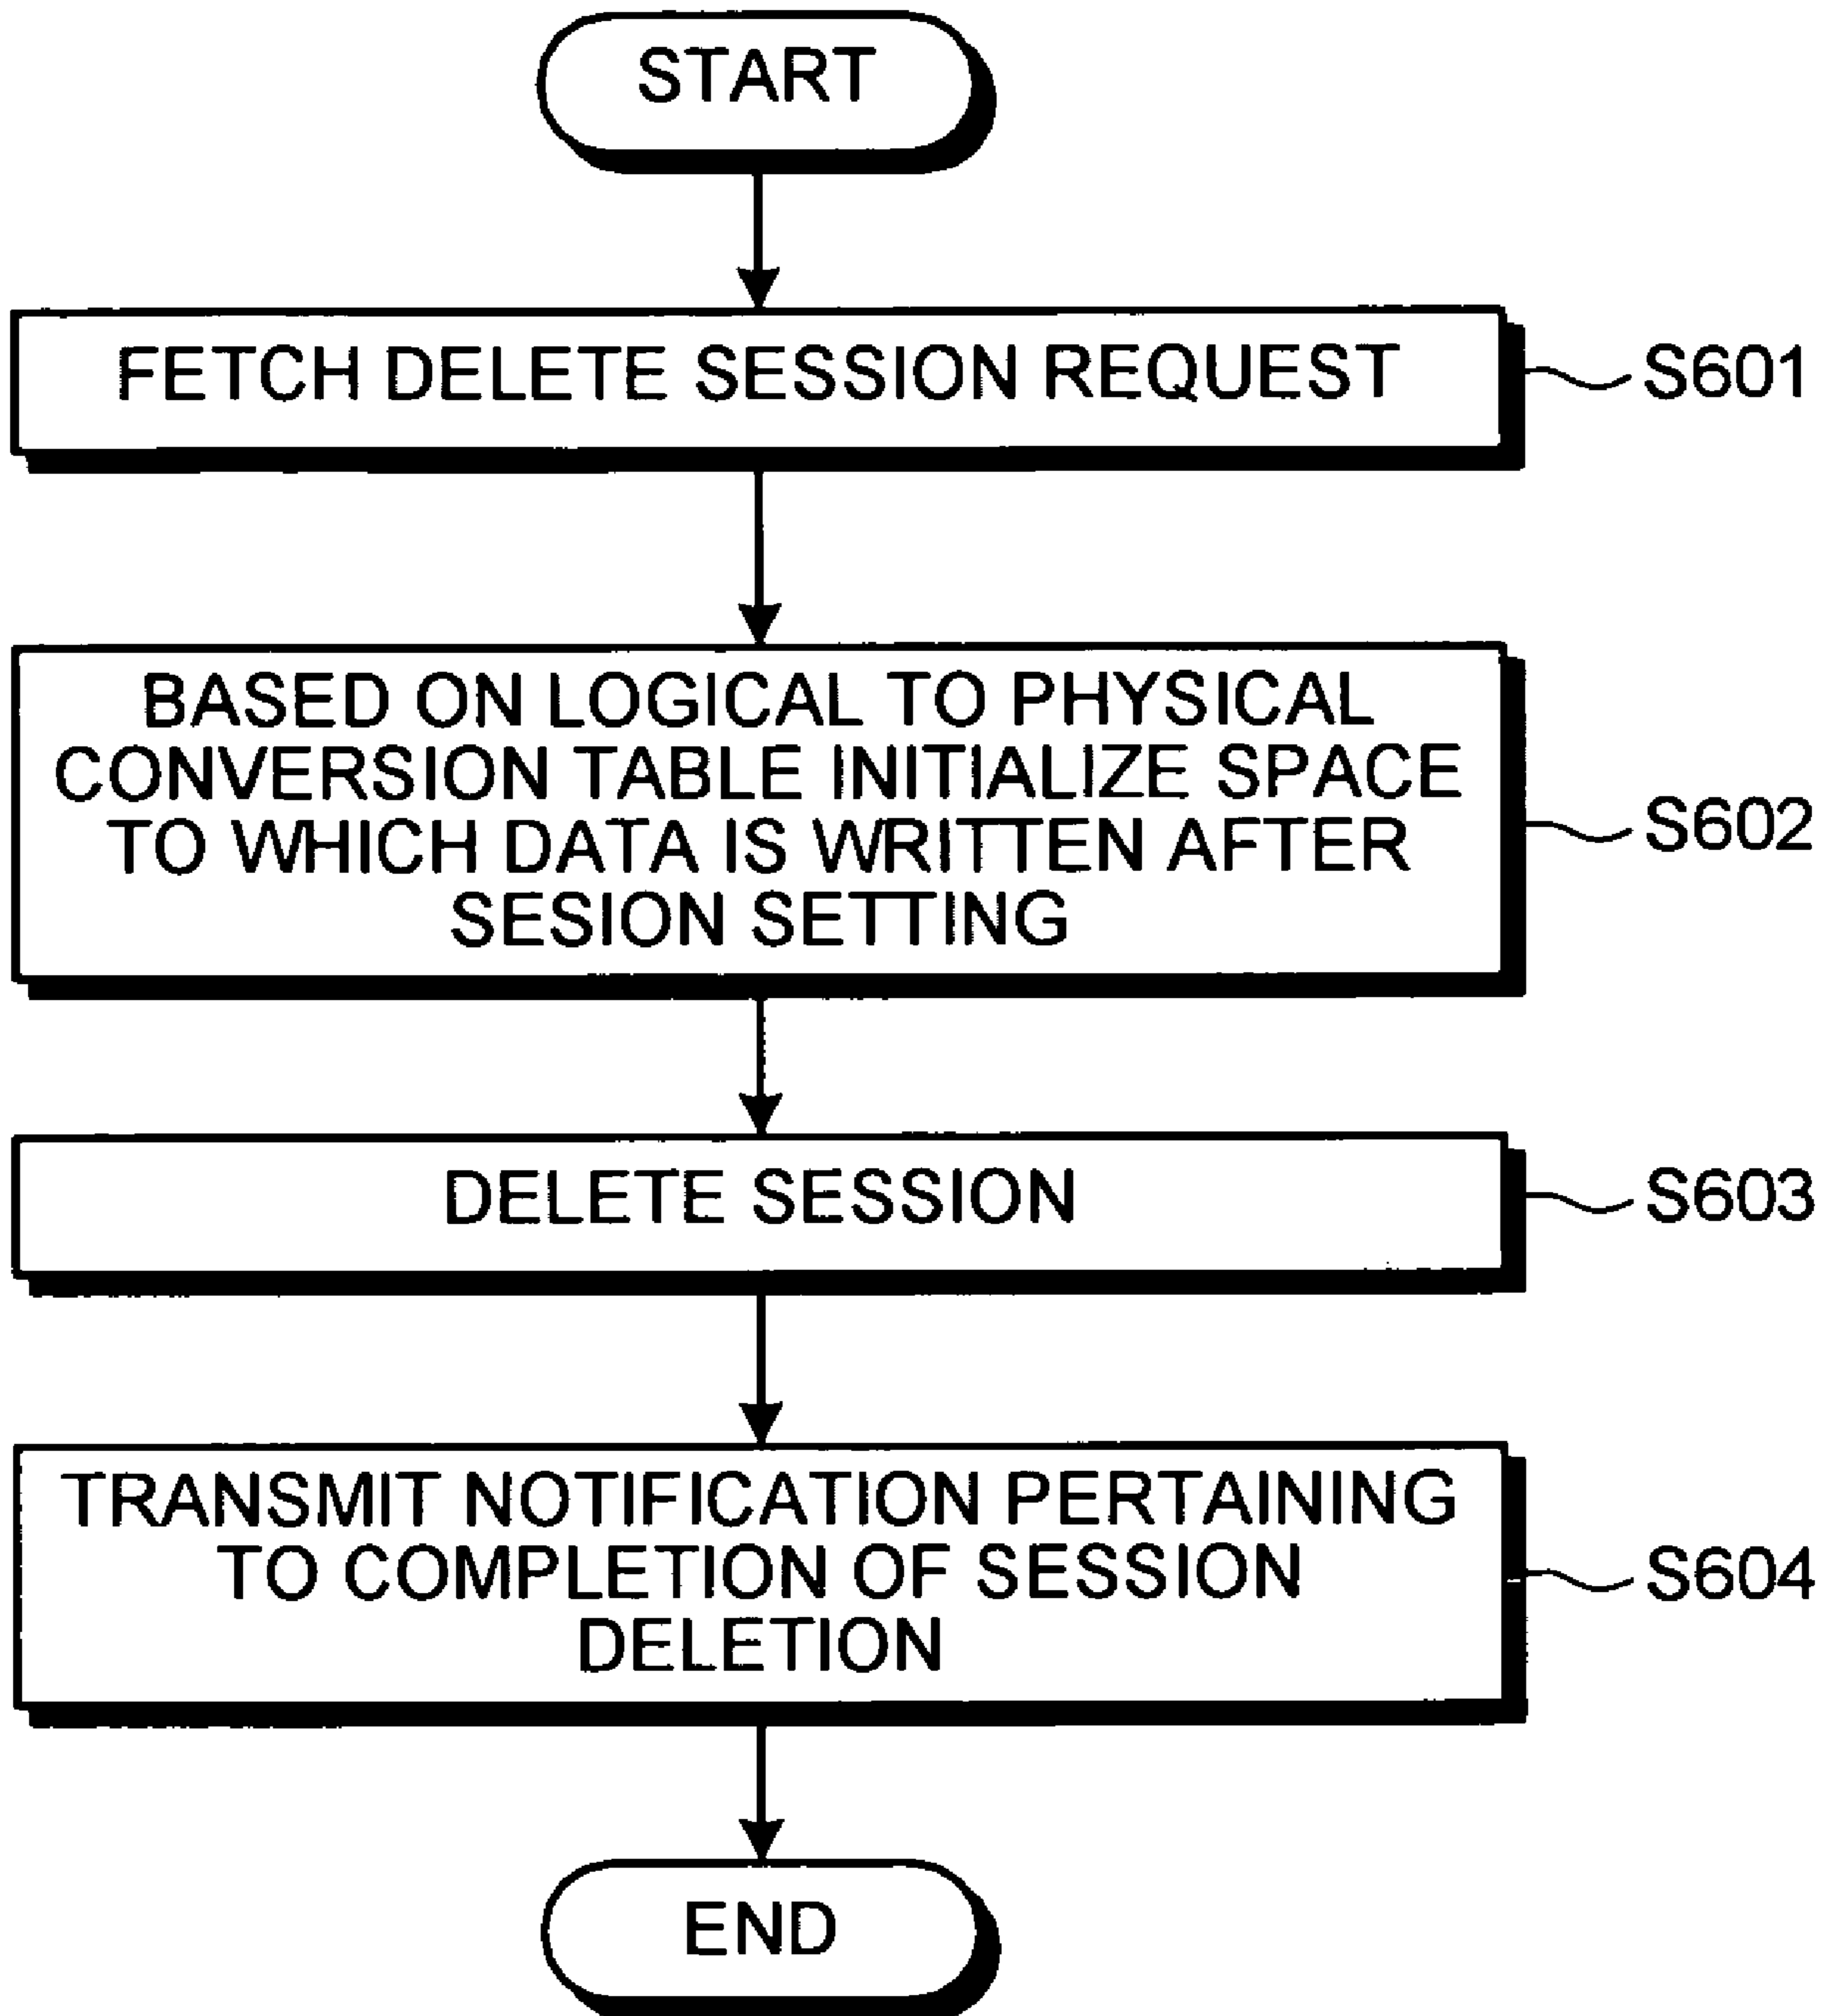 START
FETCH DELETE SESSION REQUEST
S601
BASED ON LOGICAL TO PHYSICAL
CONVERSION TABLE INITIALIZE SPACE
TO WHICH DATA IS WRITTEN AFTER
SESION SETTING
S602
DELETE SESSION
S603
TRANSMIT NOTIFICATION PERTAINING
TO COMPLETION OF SESSION
DELETION
S604
END